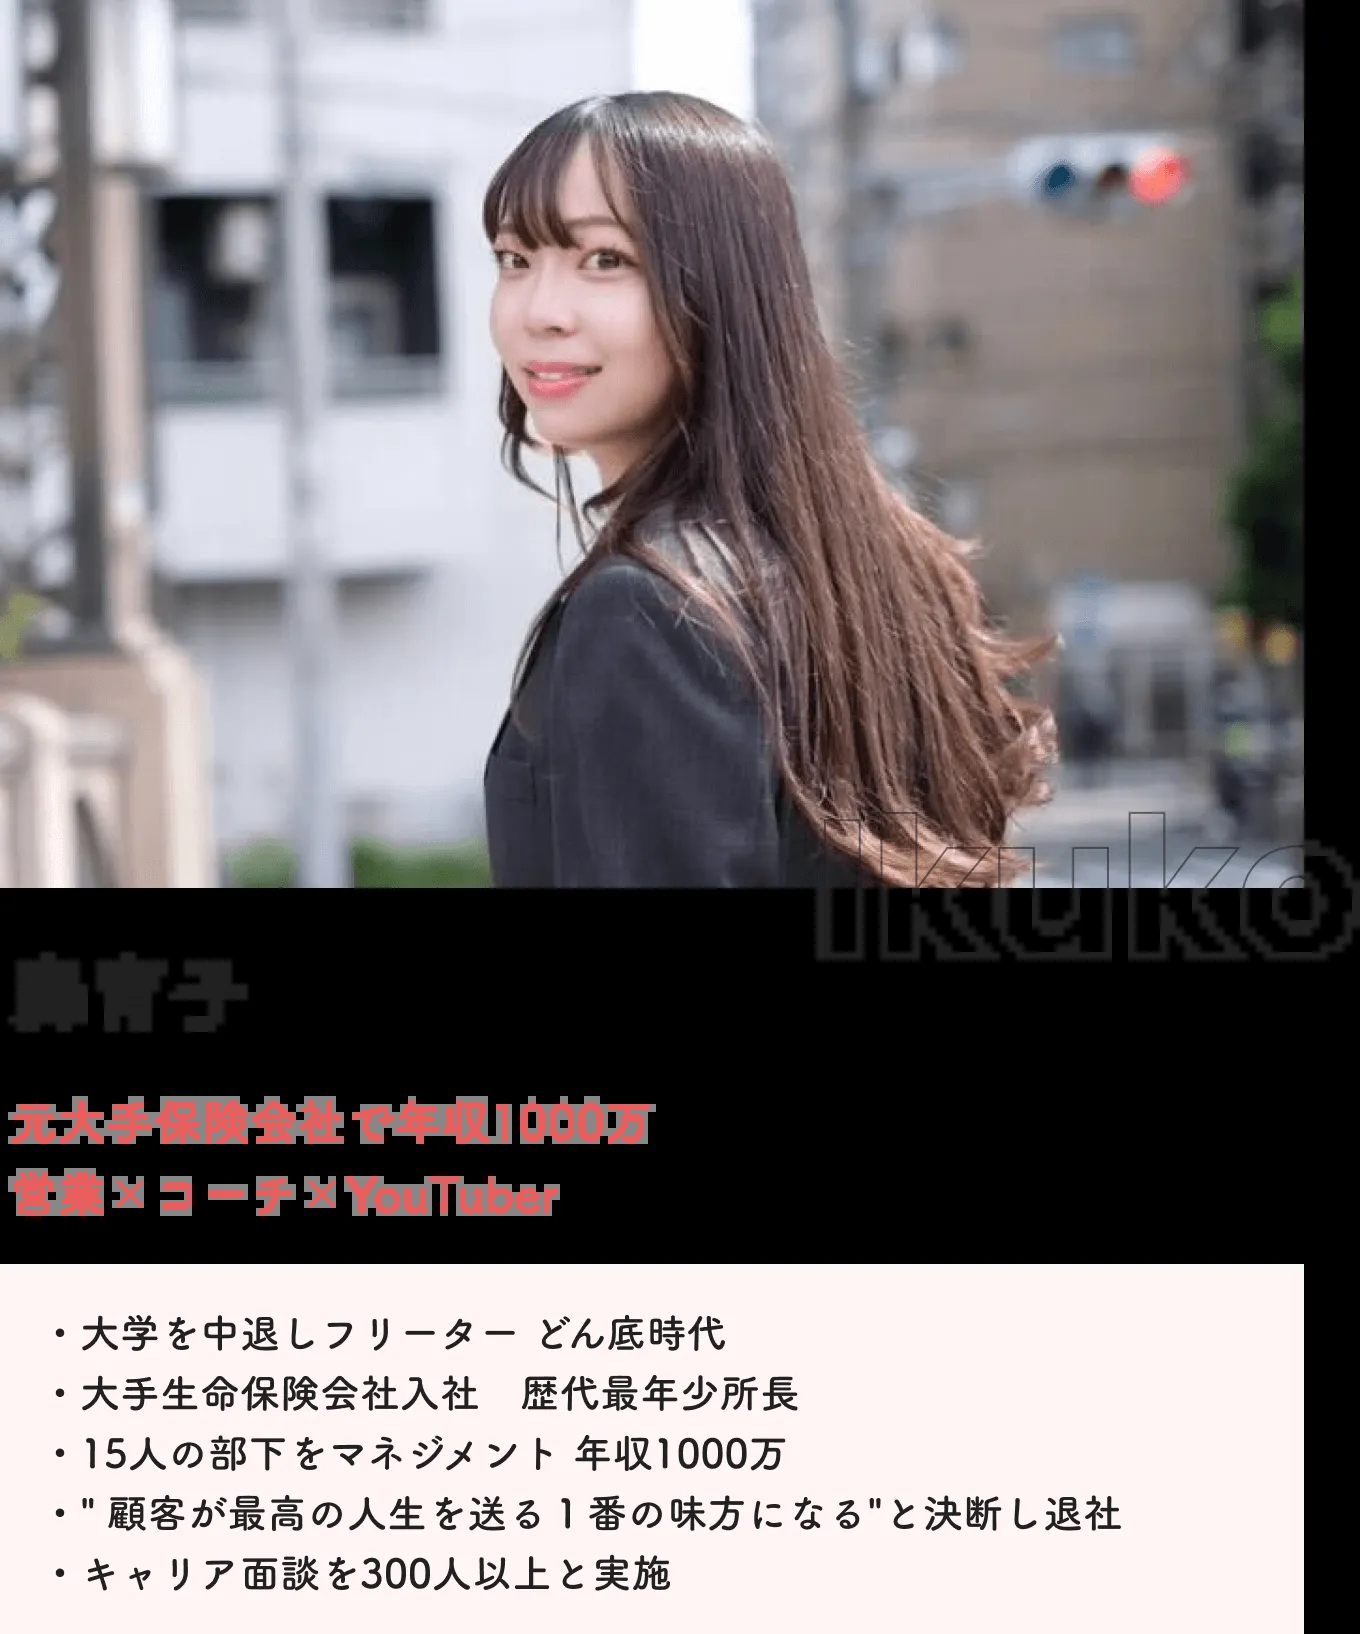 Ikuko
育子
元大手保険会社で年収1000万
営業×コーチ×YouTuber
・大学を中退しフリーター どん底時代
・大手生命保険会社入社　歴代最年少所長
・15人の部下をマネジメント 年収1000万
・" 顧客が最高の人生を送る１番の味方になる"と決断し退社
・キャリア面談を300人以上と実施